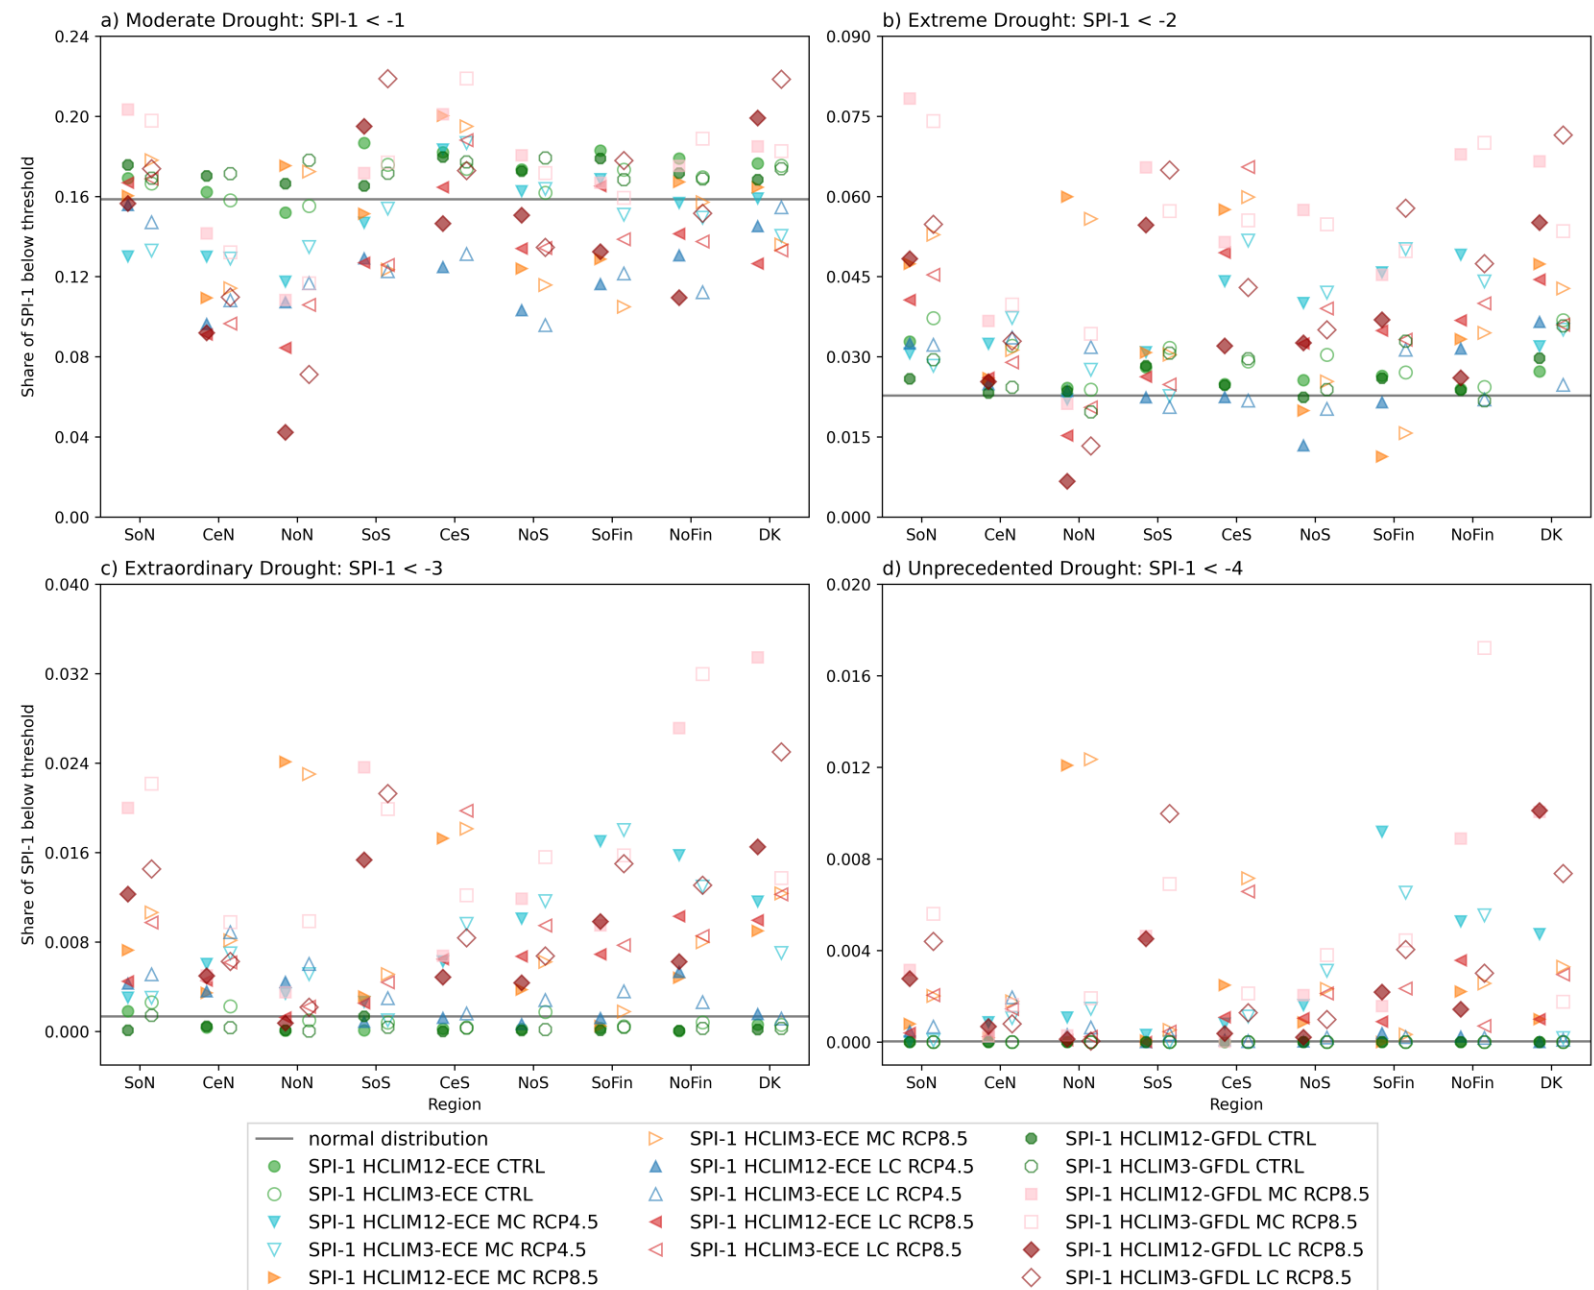 a) Moderate Drought: SPI-1 < -1
0.24
0.20
0.16
0.12
0.08
0.04
0.00
Share of SPI-1 below threshold
SoN CeN NoN SoS CeS NoS SoFin NoFin DK
b) Extreme Drought: SPI-1 < -2
0.090
0.075
0.060
0.045
0.030
0.015
0.000
SoN CeN NoN SoS CeS NoS SoFin NoFin DK
c) Extraordinary Drought: SPI-1 < -3
0.040
0.032
0.024
0.016
0.008
0.000
Share of SPI-1 below threshold
SoN CeN NoN SoS CeS NoS SoFin NoFin DK
Region
d) Unprecedented Drought: SPI-1 < -4
0.020
0.016
0.012
0.008
0.004
0.000
SoN CeN NoN SoS CeS NoS SoFin NoFin DK
Region
normal distribution
SPI-1 HCLIM12-ECE CTRL
SPI-1 HCLIM3-ECE CTRL
SPI-1 HCLIM12-ECE MC RCP4.5
SPI-1 HCLIM3-ECE MC RCP4.5
SPI-1 HCLIM12-ECE MC RCP8.5
SPI-1 HCLIM3-ECE MC RCP8.5
SPI-1 HCLIM12-ECE LC RCP4.5
SPI-1 HCLIM3-ECE LC RCP4.5
SPI-1 HCLIM12-ECE LC RCP8.5
SPI-1 HCLIM3-ECE LC RCP8.5
SPI-1 HCLIM12-GFDL CTRL
SPI-1 HCLIM3-GFDL CTRL
SPI-1 HCLIM12-GFDL MC RCP8.5
SPI-1 HCLIM3-GFDL MC RCP8.5
SPI-1 HCLIM12-GFDL LC RCP8.5
SPI-1 HCLIM3-GFDL LC RCP8.5